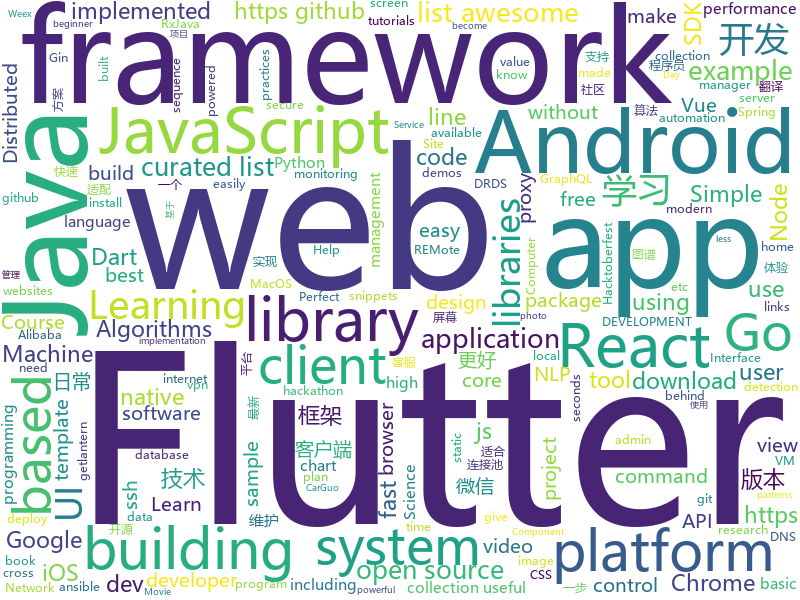 Weex
beginner
RxJava
项目
become
screen
tutorials
implemented
https github
list awesome
make
SDK
performance
framework
Gin
built
sequence
powered
practices
secure
know
value
collection
支持
made
社区
程序员
Day
翻译
开发
example
manager
server
Distributed
方案
Java
JavaScript
line
available
Service
Vue
without
automation
算法
Spring
Android
快速
适配
build
curated list
Python
code
Site
demos
DRDS
GraphQL
proxy
free
学习
Simple
Node
modern
patterns
github
install
一个
easily
monitoring
web
app
less
language
基于
management
libraries
Computer
Hacktoberfest
图谱
home
体验
Dart
best
实现
Help
easy
REMote
管理
websites
Learning
MacOS
Perfect
snippets
etc
links
Course
Alibaba
Algorithms
library
design
package
using
use
屏幕
DEVELOPMENT
Go
implementation
application
local
Interface
photo
Machine
need
平台
client
更好
NLP
React
user
detection
使用
based
日常
native
internet
vpn
high
core
tool
download
behind
seconds
programming
UI
template
software
getlantern
最新
hackathon
框架
客服
js
适合
连接池
command
admin
Flutter
database
chart
客户端
browser
fast
static
project
view
技术
版本
VM
ssh
sample
plan
CarGuo
微信
Science
git
https
Learn
维护
API
research
DNS
deploy
data
开源
time
give
Google
building
system
video
platform
book
cross
iOS
dev
developer
open source
image
css
Component
Network
ansible
Movie
program
including
powerful
collection useful
一步
control
Chrome
basic